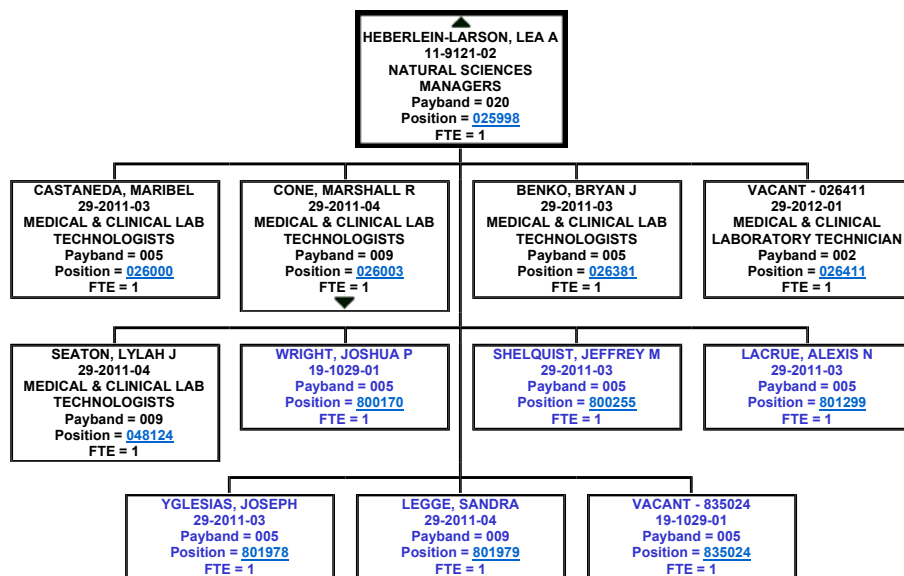 HEBERLEIN-LARSON, LEA A
11-9121-02
NATURAL SCIENCES
MANAGERS
Payband = 020
Position = 025998
FTE = 1
CASTANEDA, MARIBEL
29-2011-03
MEDICAL & CLINICAL LAB
TECHNOLOGISTS
Payband = 005
Position = 026000
FTE = 1
CONE, MARSHALL R
29-2011-04
MEDICAL & CLINICAL LAB
TECHNOLOGISTS
Payband = 009
Position = 026003
FTE = 1
BENKO, BRYAN J
29-2011-03
MEDICAL & CLINICAL LAB
TECHNOLOGISTS
Payband = 005
Position = 026381
FTE = 1
VACANT - 026411
29-2012-01
MEDICAL & CLINICAL
LABORATORY TECHNICIAN
Payband = 002
Position = 026411
FTE = 1
SEATON, LYLAH J
29-2011-04
MEDICAL & CLINICAL LAB
TECHNOLOGISTS
Payband = 009
Position = 048124
FTE = 1
WRIGHT, JOSHUA P
19-1029-01
Payband = 005
Position = 800170
FTE = 1
SHELQUIST, JEFFREY M
29-2011-03
Payband = 005
Position = 800255
FTE = 1
LACRUE, ALEXIS N
29-2011-03
Payband = 005
Position = 801299
FTE = 1
YGLESIAS, JOSEPH
29-2011-03
Payband = 005
Position = 801978
FTE = 1
LEGGE, SANDRA
29-2011-04
Payband = 009
Position = 801979
FTE = 1
VACANT - 835024
19-1029-01
Payband = 005
Position = 835024
FTE = 1